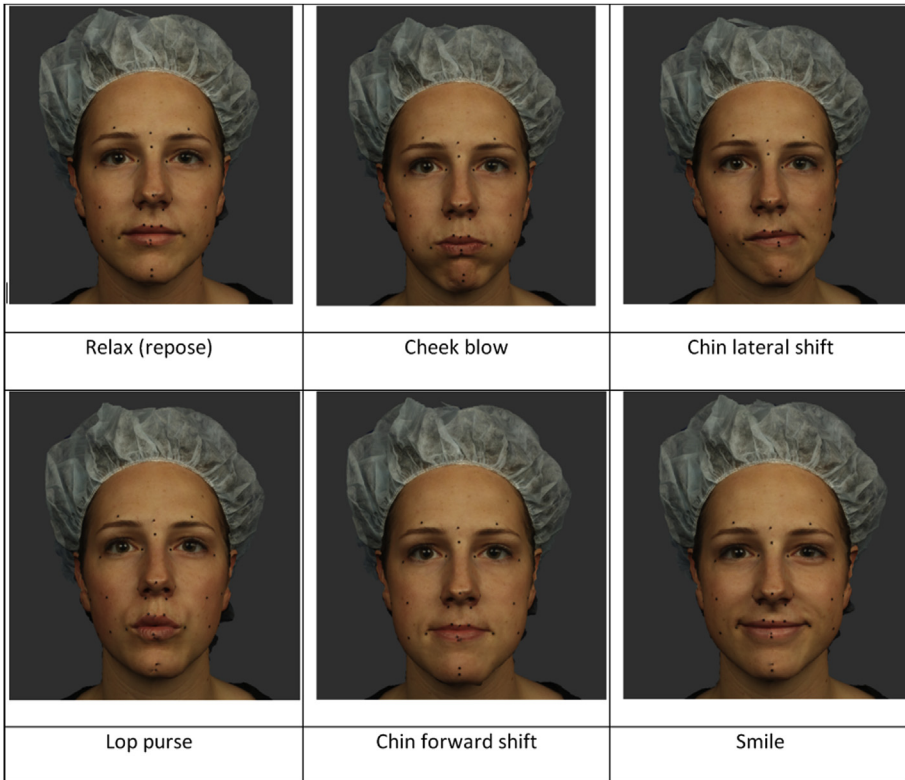 Relax (repose)
Cheek blow
Chin lateral shift
Lop purse
Chin forward shift
Smile